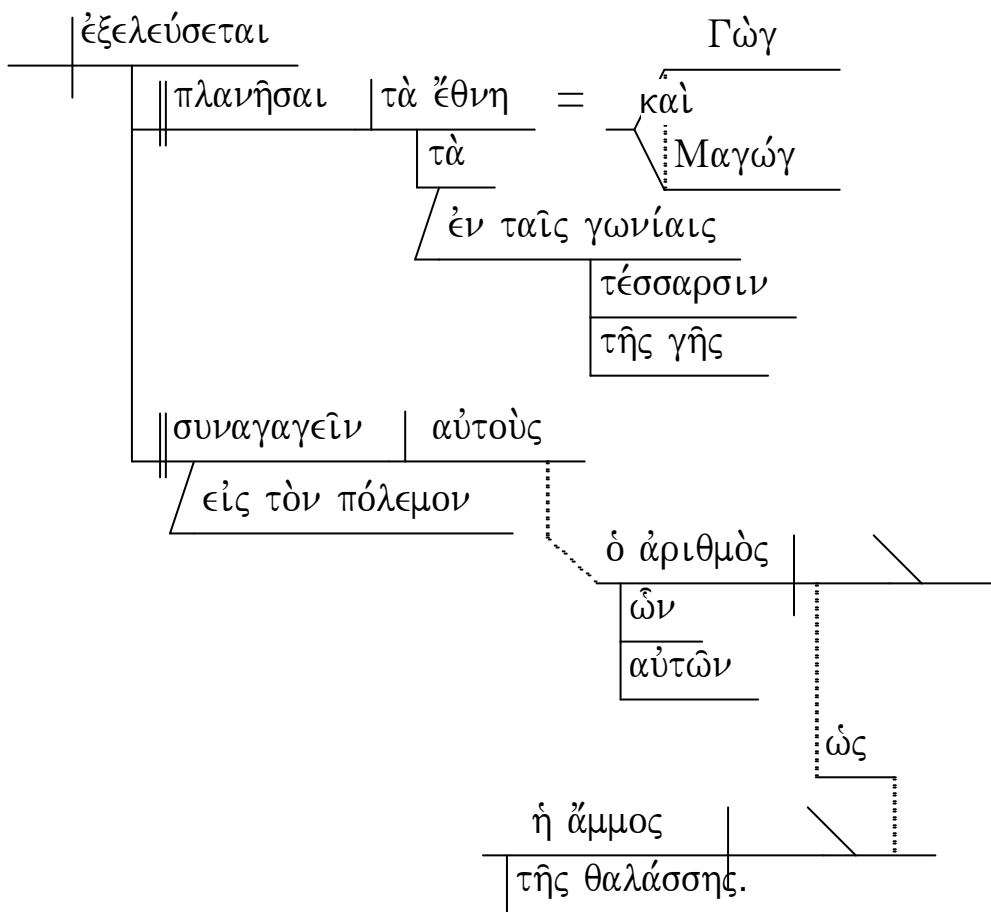 ἐξελεύσεται
Γὼγ
πλανῆσαι τὰ ἔθνη = καὶ
τὰ Μαγώγ
ἐν ταῖς γωνίαις
τέσσαρσιν
τῆς γῆς
συναγαγεῖν αὐτοὺς
εἰς τὸν πόλεμον
ὁ ἀριθμὸς
ὧν
αὐτῶν
ὡς
ἡ ἄμμος
τῆς θαλάσσης.